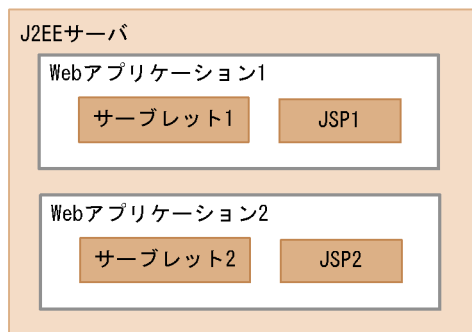 J2EEサーバ
Webアプリケーション1
サーブレット1 JSP1
Webアプリケーション2
サーブレット2 JSP2